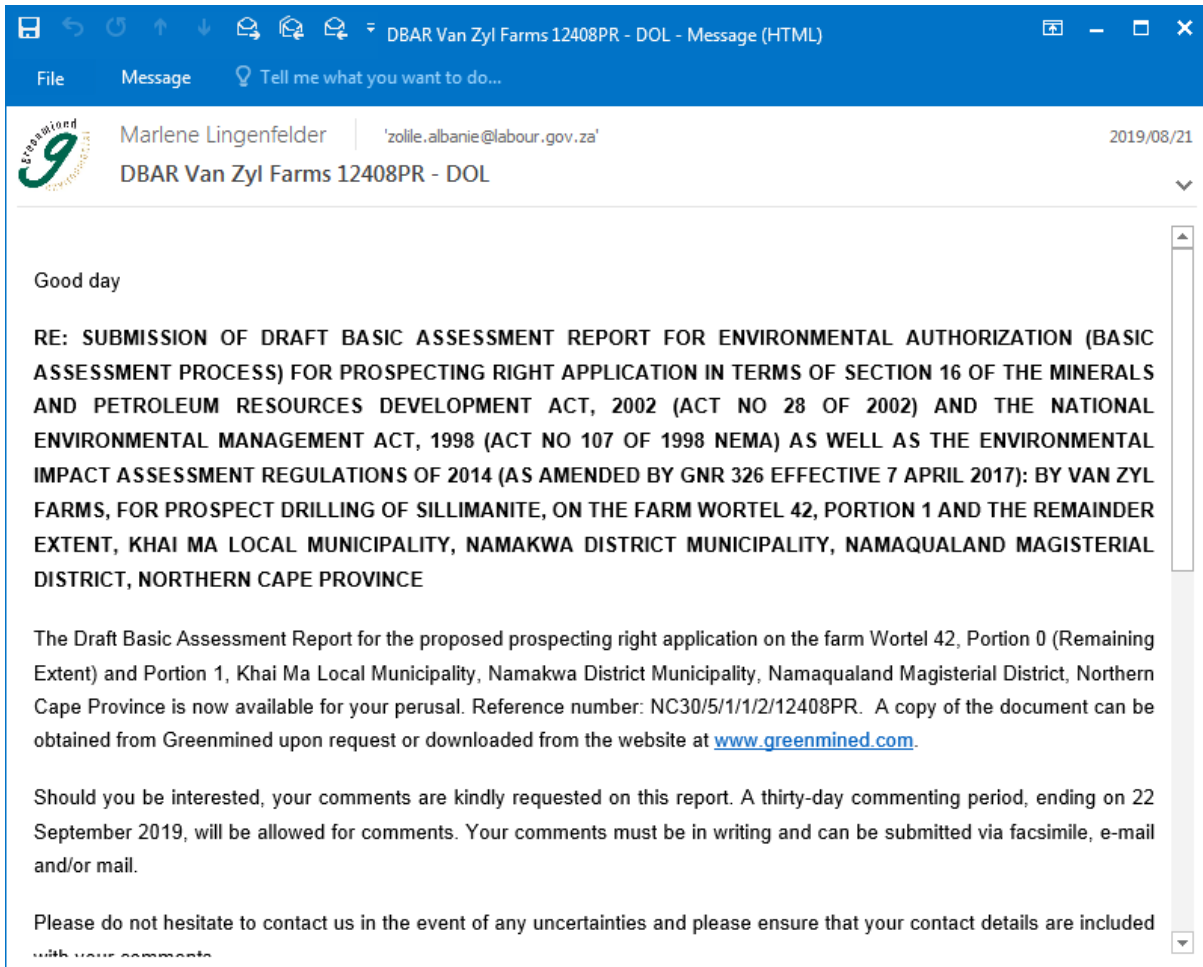 DBAR Van Zyl Farms 12408PR - DOL - Message (HTML)
File Message Tell me what you want to do...
greenmined
Marlene Lingenfelder 'zolile.albanie@labour.gov.za' 2019/08/21
DBAR Van Zyl Farms 12408PR - DOL
Good day
RE: SUBMISSION OF DRAFT BASIC ASSESSMENT REPORT FOR ENVIRONMENTAL AUTHORIZATION (BASIC
ASSESSMENT PROCESS) FOR PROSPECTING RIGHT APPLICATION IN TERMS OF SECTION 16 OF THE MINERALS
AND PETROLEUM RESOURCES DEVELOPMENT ACT, 2002 (ACT NO 28 OF 2002) AND THE NATIONAL
ENVIRONMENTAL MANAGEMENT ACT, 1998 (ACT NO 107 OF 1998 NEMA) AS WELL AS THE ENVIRONMENTAL
IMPACT ASSESSMENT REGULATIONS OF 2014 (AS AMENDED BY GNR 326 EFFECTIVE 7 APRIL 2017): BY VAN ZYL
FARMS, FOR PROSPECT DRILLING OF SILLIMANITE, ON THE FARM WORTEL 42, PORTION 1 AND THE REMAINDER
EXTENT, KHAI MA LOCAL MUNICIPALITY, NAMAKWA DISTRICT MUNICIPALITY, NAMAQUALAND MAGISTERIAL
DISTRICT, NORTHERN CAPE PROVINCE
The Draft Basic Assessment Report for the proposed prospecting right application on the farm Wortel 42, Portion 0 (Remaining
Extent) and Portion 1, Khai Ma Local Municipality, Namakwa District Municipality, Namaqualand Magisterial District, Northern
Cape Province is now available for your perusal. Reference number: NC30/5/1/1/2/12408PR. A copy of the document can be
obtained from Greenmined upon request or downloaded from the website at www.greenmined.com.
Should you be interested, your comments are kindly requested on this report. A thirty-day commenting period, ending on 22
September 2019, will be allowed for comments. Your comments must be in writing and can be submitted via facsimile, e-mail
and/or mail.
Please do not hesitate to contact us in the event of any uncertainties and please ensure that your contact details are included
with your comments